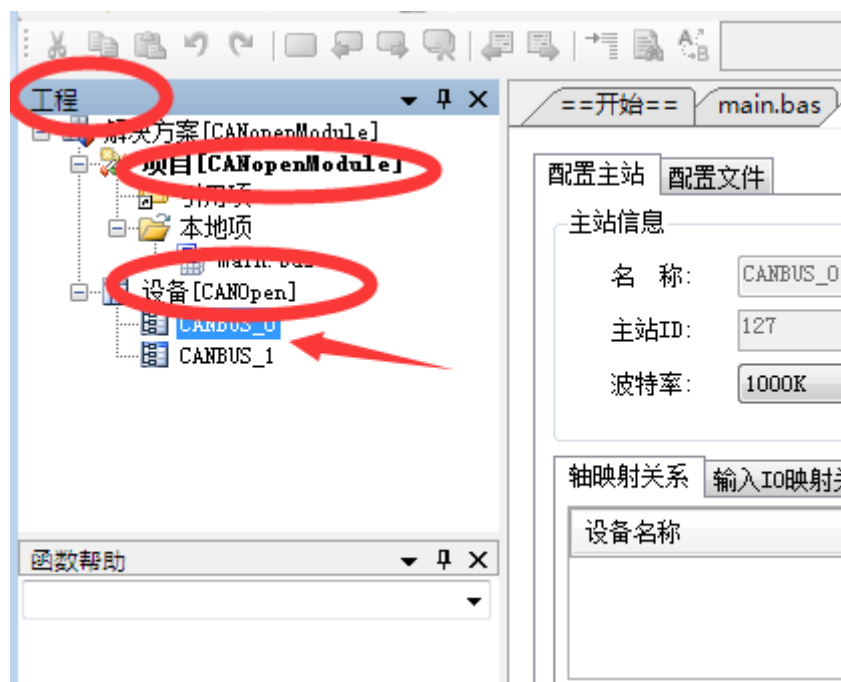 工程
==开始== main.bas
解决方案[CANopenModule]
项目[CANopenModule]
引用项
本地项
main.bas
设备[CANOpen]
CANBUS_0
CANBUS_1
配置主站 配置文件
主站信息
名 称: CANBUS_0
主站ID: 127
波特率: 1000K
轴映射关系 输入IO映射关
设备名称
函数帮助